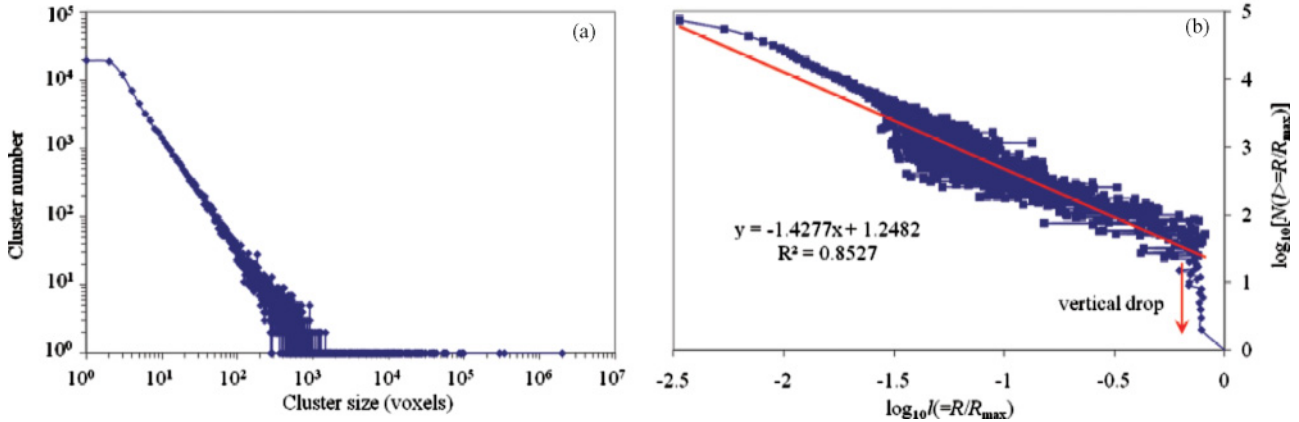 (a)
Cluster number
10⁵
10⁴
10³
10²
10¹
10⁰
10⁰ 10¹ 10² 10³ 10⁴ 10⁵ 10⁶ 10⁷
Cluster size (voxels)
(b)
log₁₀[N(l>=R/Rₘₐₓ)]
5
4
3
2
1
0
y = -1.4277x + 1.2482
R² = 0.8527
vertical drop
-2.5 -2 -1.5 -1 -0.5 0
log₁₀l(=R/Rₘₐₓ)